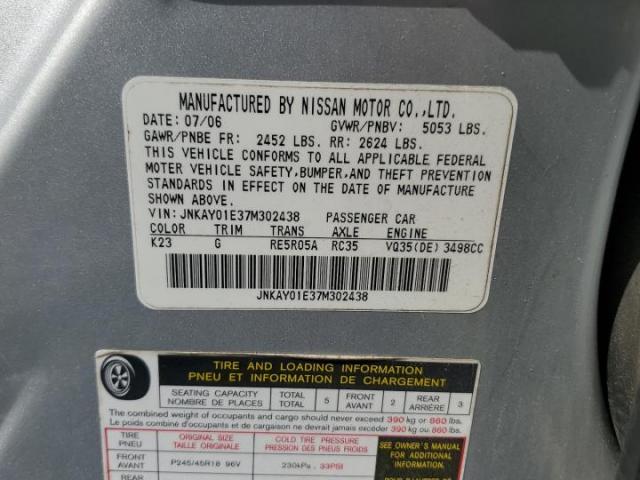 MANUFACTURED BY NISSAN MOTOR CO.,LTD.
DATE: 07/06 GVWR/PNBV: 5053 LBS.
GAWR/PNBE FR: 2452 LBS. RR: 2624 LBS.
THIS VEHICLE CONFORMS TO ALL APPLICABLE FEDERAL
MOTER VEHICLE SAFETY,BUMPER,AND THEFT PREVENTION
STANDARDS IN EFFECT ON THE DATE OF MANUFACTURE
SHOWN ABOVE.
VIN: JNKAY01E37M302438 PASSENGER CAR
COLOR TRIM TRANS AXLE ENGINE
K23 G RE5R05A RC35 VQ35(DE) 3498CC
JNKAY01E37M302438
TIRE AND LOADING INFORMATION
PNEU ET INFORMATION DE CHARGEMENT
SEATING CAPACITY TOTAL 5 FRONT 2 REAR 3
NOMBRE DE PLACES TOTAL AVANT ARRIÈRE
The combined weight of occupants and cargo should never exceed 390 kg or 860 lbs.
Le poids combiné d'occupants et de cargaison ne devrait jamais excéder 390 kg or 860 lbs.
TIRE ORIGINAL SIZE COLD TIRE PRESSURE SEE OWNER'S MANUAL
PNEU TAILLE ORIGINALE PRESSION DES PNEUS FROIDS FOR ADDITIONAL
FRONT P245/45R18 96V 230kPa, 33PSI INFORMATION.
AVANT
REAR